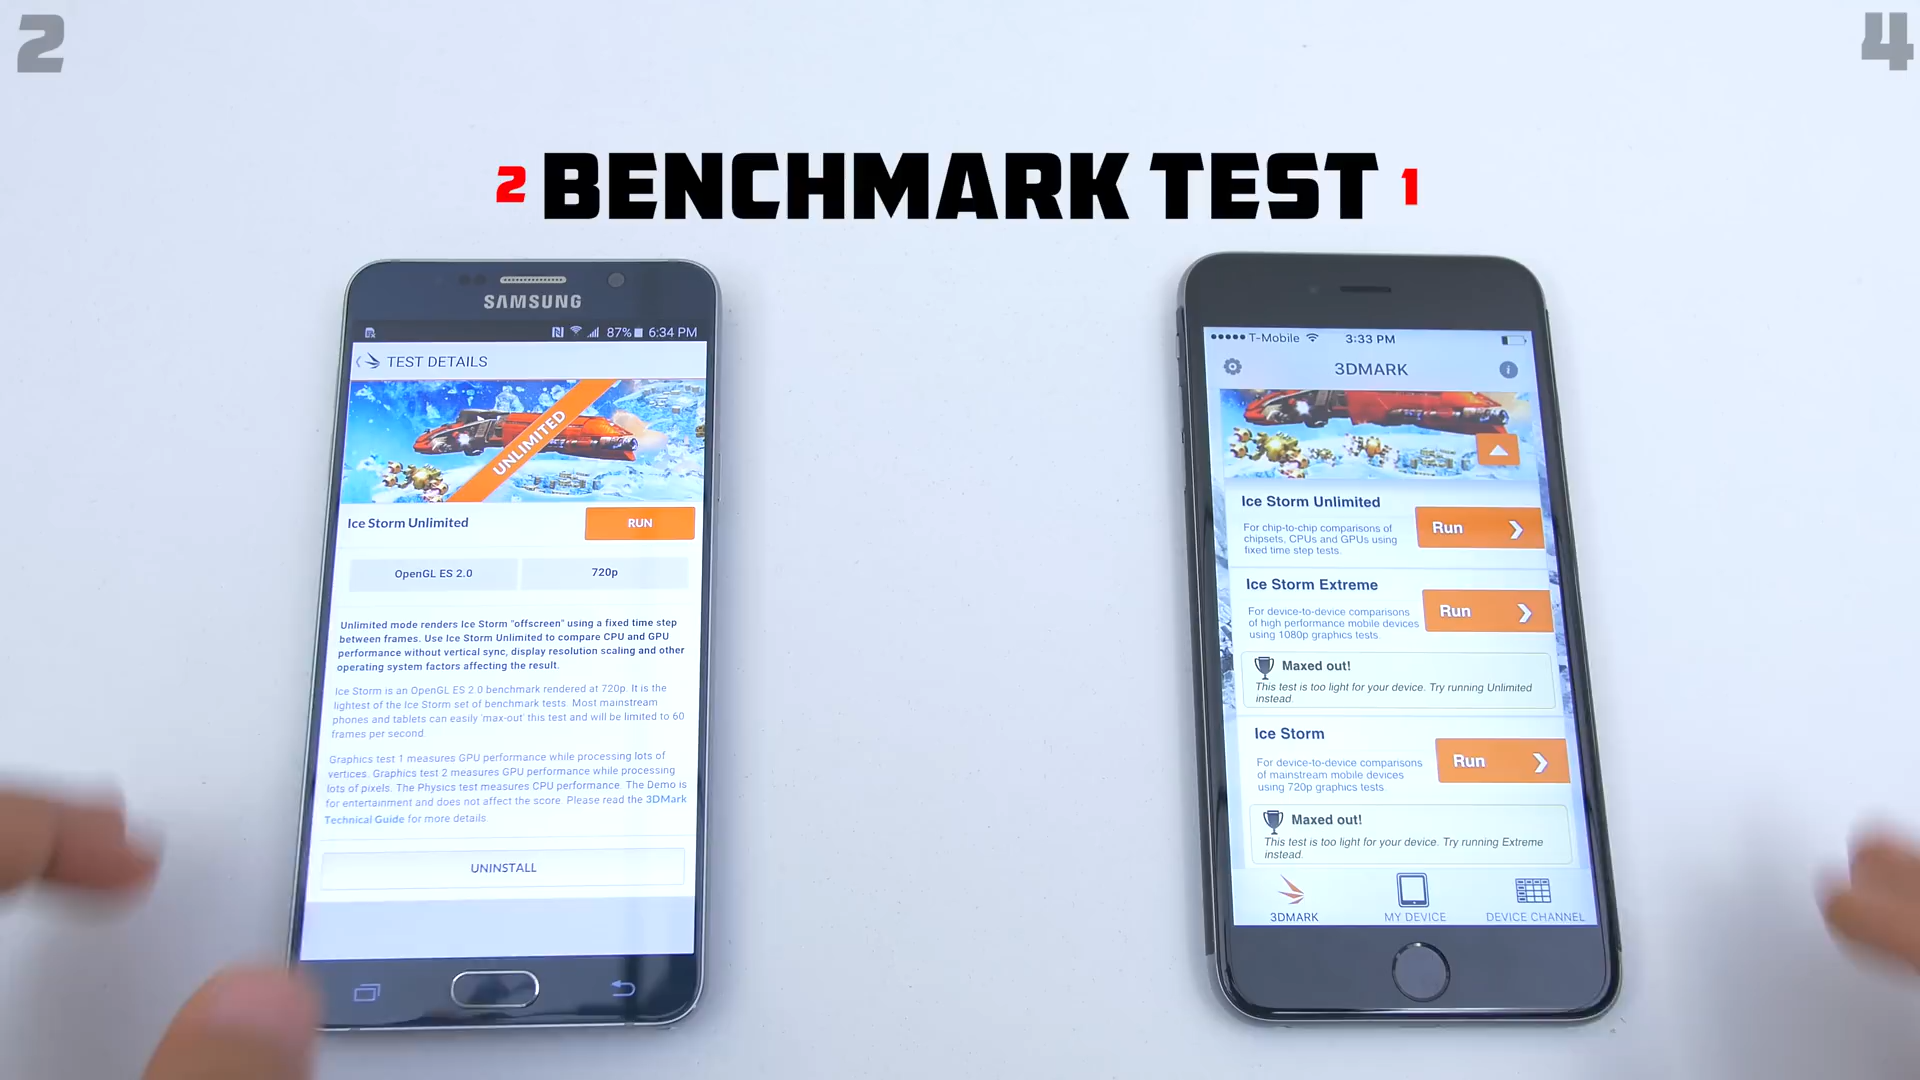 2
4
2 BENCHMARK TEST 1
SAMSUNG
87% 6:34 PM
TEST DETAILS
UNLIMITED
Ice Storm Unlimited
RUN
OpenGL ES 2.0
720p
Unlimited mode renders Ice Storm "offscreen" using a fixed time step
between frames. Use Ice Storm Unlimited to compare CPU and GPU
performance without vertical sync, display resolution scaling and other
operating system factors affecting the result.
Ice Storm is an OpenGL ES 2.0 benchmark rendered at 720p. It is the
lightest of the Ice Storm set of benchmark tests. Most mainstream
phones and tablets can easily 'max-out' this test and will be limited to 60
frames per second.
Graphics test 1 measures GPU performance while processing lots of
vertices. Graphics test 2 measures GPU performance while processing
lots of pixels. The Physics test measures CPU performance. The Demo is
for entertainment and does not affect the score. Please read the 3DMark
Technical Guide for more details.
UNINSTALL
T-Mobile
3:33 PM
3DMARK
Ice Storm Unlimited
For chip-to-chip comparisons of
chipsets, CPUs and GPUs using
fixed time step tests.
Run
Ice Storm Extreme
For device-to-device comparisons
of high performance mobile devices
using 1080p graphics tests.
Run
Maxed out!
This test is too light for your device. Try running Unlimited
instead.
Ice Storm
For device-to-device comparisons
of mainstream mobile devices
using 720p graphics tests.
Run
Maxed out!
This test is too light for your device. Try running Extreme
instead.
3DMARK
MY DEVICE
DEVICE CHANNEL